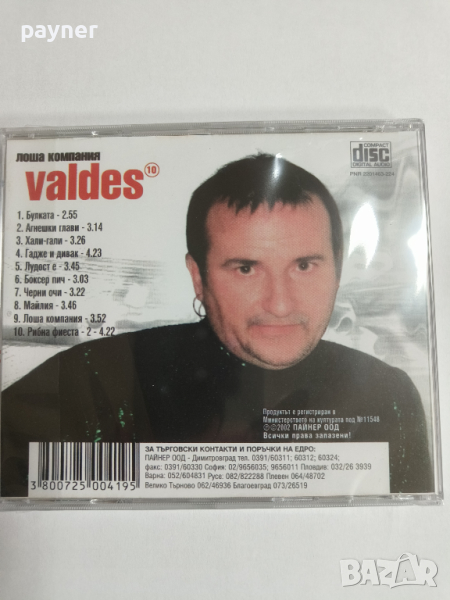 payner
лоша компания
valdes 10
COMPACT
disc
DIGITAL AUDIO
1. Булката - 2.55
2. Агнешки глави - 3.14
3. Хали-гали - 3.26
4. Гадже и дивак - 4.23
5. Лудост е - 3.45
6. Боксер пич - 3.03
7. Черни очи - 3.22
8. Майлия - 3.46
9. Лоша компания - 3.52
10. Рибна фиеста - 2 - 4.22
Продуктът е регистриран в
Министерството на културата под №11548
©℗2002 ПАЙНЕР ООД
Всички права запазени!
ЗА ТЪРГОВСКИ КОНТАКТИ И ПОРЪЧКИ НА ЕДРО:
ПАЙНЕР ООД - Димитровград тел. 0391/60311; 60312; 60324;
факс: 0391/60330 София: 02/9656035; 9656011 Пловдив: 032/26 3939
Варна: 052/604831 Русе: 082/822288 Плевен 064/48702
Велико Търново 062/46936 Благоевград 073/26519
3 800725 004195
BAZAR